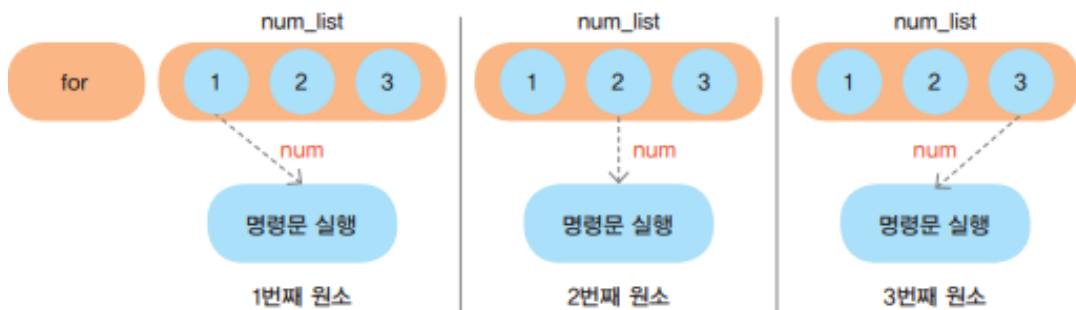 num_list
for 1 2 3
num
명령문 실행
1번째 원소
num_list
1 2 3
num
명령문 실행
2번째 원소
num_list
1 2 3
num
명령문 실행
3번째 원소